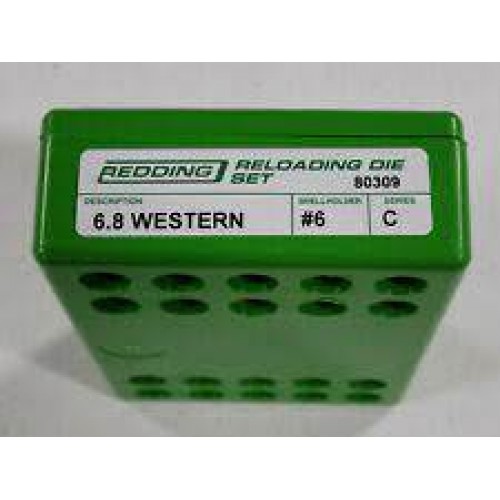 REDDING RELOADING DIE
SET 80309
DESCRIPTION SHELLHOLDER SERIES
6.8 WESTERN #6 C